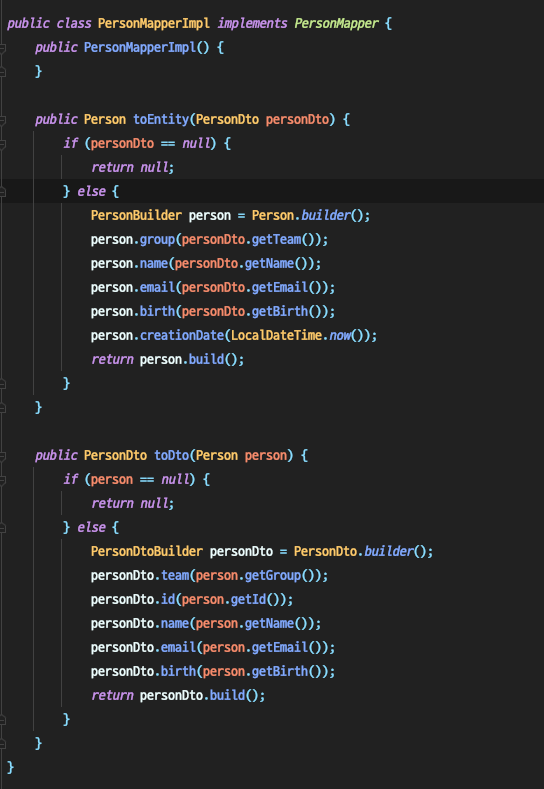 public class PersonMapperImpl implements PersonMapper {
public PersonMapperImpl() {
}
public Person toEntity(PersonDto personDto) {
if (personDto == null) {
return null;
} else {
PersonBuilder person = Person.builder();
person.group(personDto.getTeam());
person.name(personDto.getName());
person.email(personDto.getEmail());
person.birth(personDto.getBirth());
person.creationDate(LocalDateTime.now());
return person.build();
}
}
public PersonDto toDto(Person person) {
if (person == null) {
return null;
} else {
PersonDtoBuilder personDto = PersonDto.builder();
personDto.team(person.getGroup());
personDto.id(person.getId());
personDto.name(person.getName());
personDto.email(person.getEmail());
personDto.birth(person.getBirth());
return personDto.build();
}
}
}